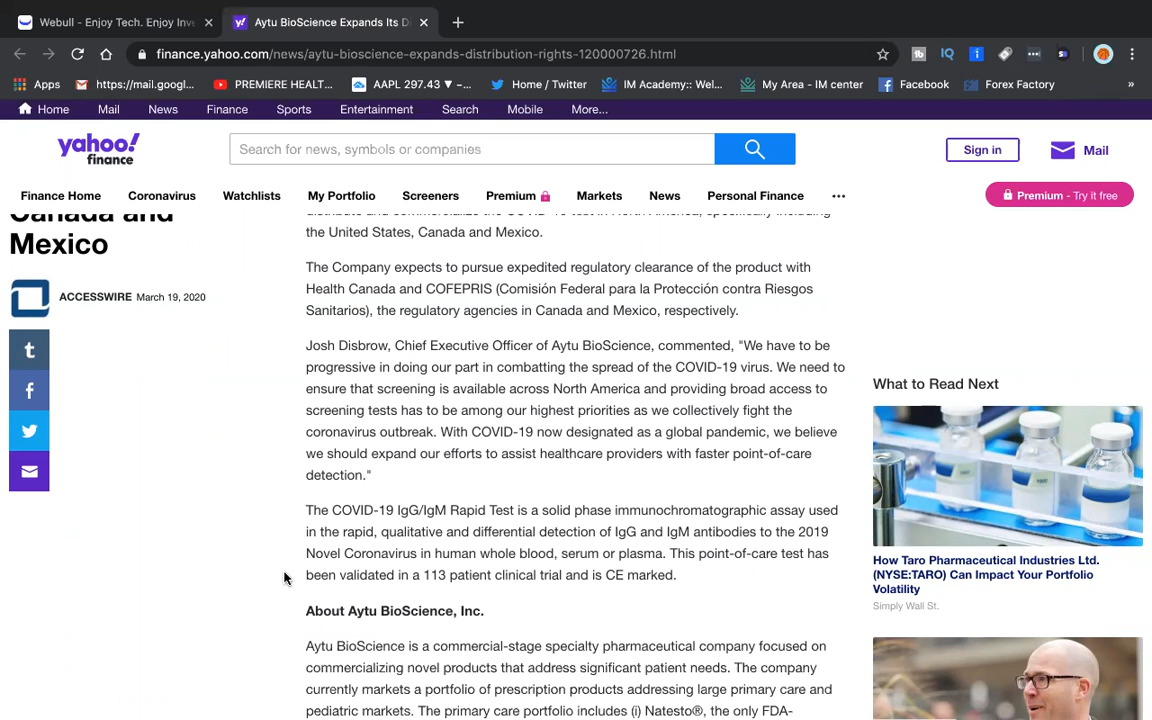 Webull - Enjoy Tech. Enjoy Inv
Aytu BioScience Expands Its D
finance.yahoo.com/news/aytu-bioscience-expands-distribution-rights-120000726.html
Apps
https://mail.googl...
PREMIERE HEALT...
AAPL 297.43 ▼ –...
Home / Twitter
IM Academy:: Wel...
My Area - IM center
Facebook
Forex Factory
»
Home
Mail
News
Finance
Sports
Entertainment
Search
Mobile
More...
yahoo!
finance
Search for news, symbols or companies
Sign in
Mail
Finance Home
Coronavirus
Watchlists
My Portfolio
Screeners
Premium
Markets
News
Personal Finance
Premium - Try it free
Canada and
Mexico
ACCESSWIRE March 19, 2020
distribute and commercialize the COVID-19 test in North America, specifically including
the United States, Canada and Mexico.
The Company expects to pursue expedited regulatory clearance of the product with
Health Canada and COFEPRIS (Comisión Federal para la Protección contra Riesgos
Sanitarios), the regulatory agencies in Canada and Mexico, respectively.
Josh Disbrow, Chief Executive Officer of Aytu BioScience, commented, "We have to be
progressive in doing our part in combatting the spread of the COVID-19 virus. We need to
ensure that screening is available across North America and providing broad access to
screening tests has to be among our highest priorities as we collectively fight the
coronavirus outbreak. With COVID-19 now designated as a global pandemic, we believe
we should expand our efforts to assist healthcare providers with faster point-of-care
detection."
The COVID-19 IgG/IgM Rapid Test is a solid phase immunochromatographic assay used
in the rapid, qualitative and differential detection of IgG and IgM antibodies to the 2019
Novel Coronavirus in human whole blood, serum or plasma. This point-of-care test has
been validated in a 113 patient clinical trial and is CE marked.
About Aytu BioScience, Inc.
Aytu BioScience is a commercial-stage specialty pharmaceutical company focused on
commercializing novel products that address significant patient needs. The company
currently markets a portfolio of prescription products addressing large primary care and
pediatric markets. The primary care portfolio includes (i) Natesto®, the only FDA-
What to Read Next
How Taro Pharmaceutical Industries Ltd.
(NYSE:TARO) Can Impact Your Portfolio
Volatility
Simply Wall St.